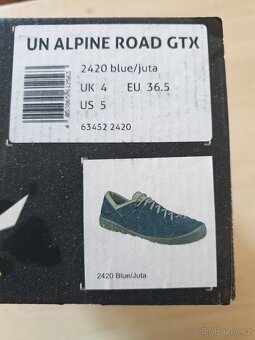 UN ALPINE ROAD GTX
2420 blue/juta
UK 4 EU 36.5
US 5
63452 2420
2420 Blue/Juta